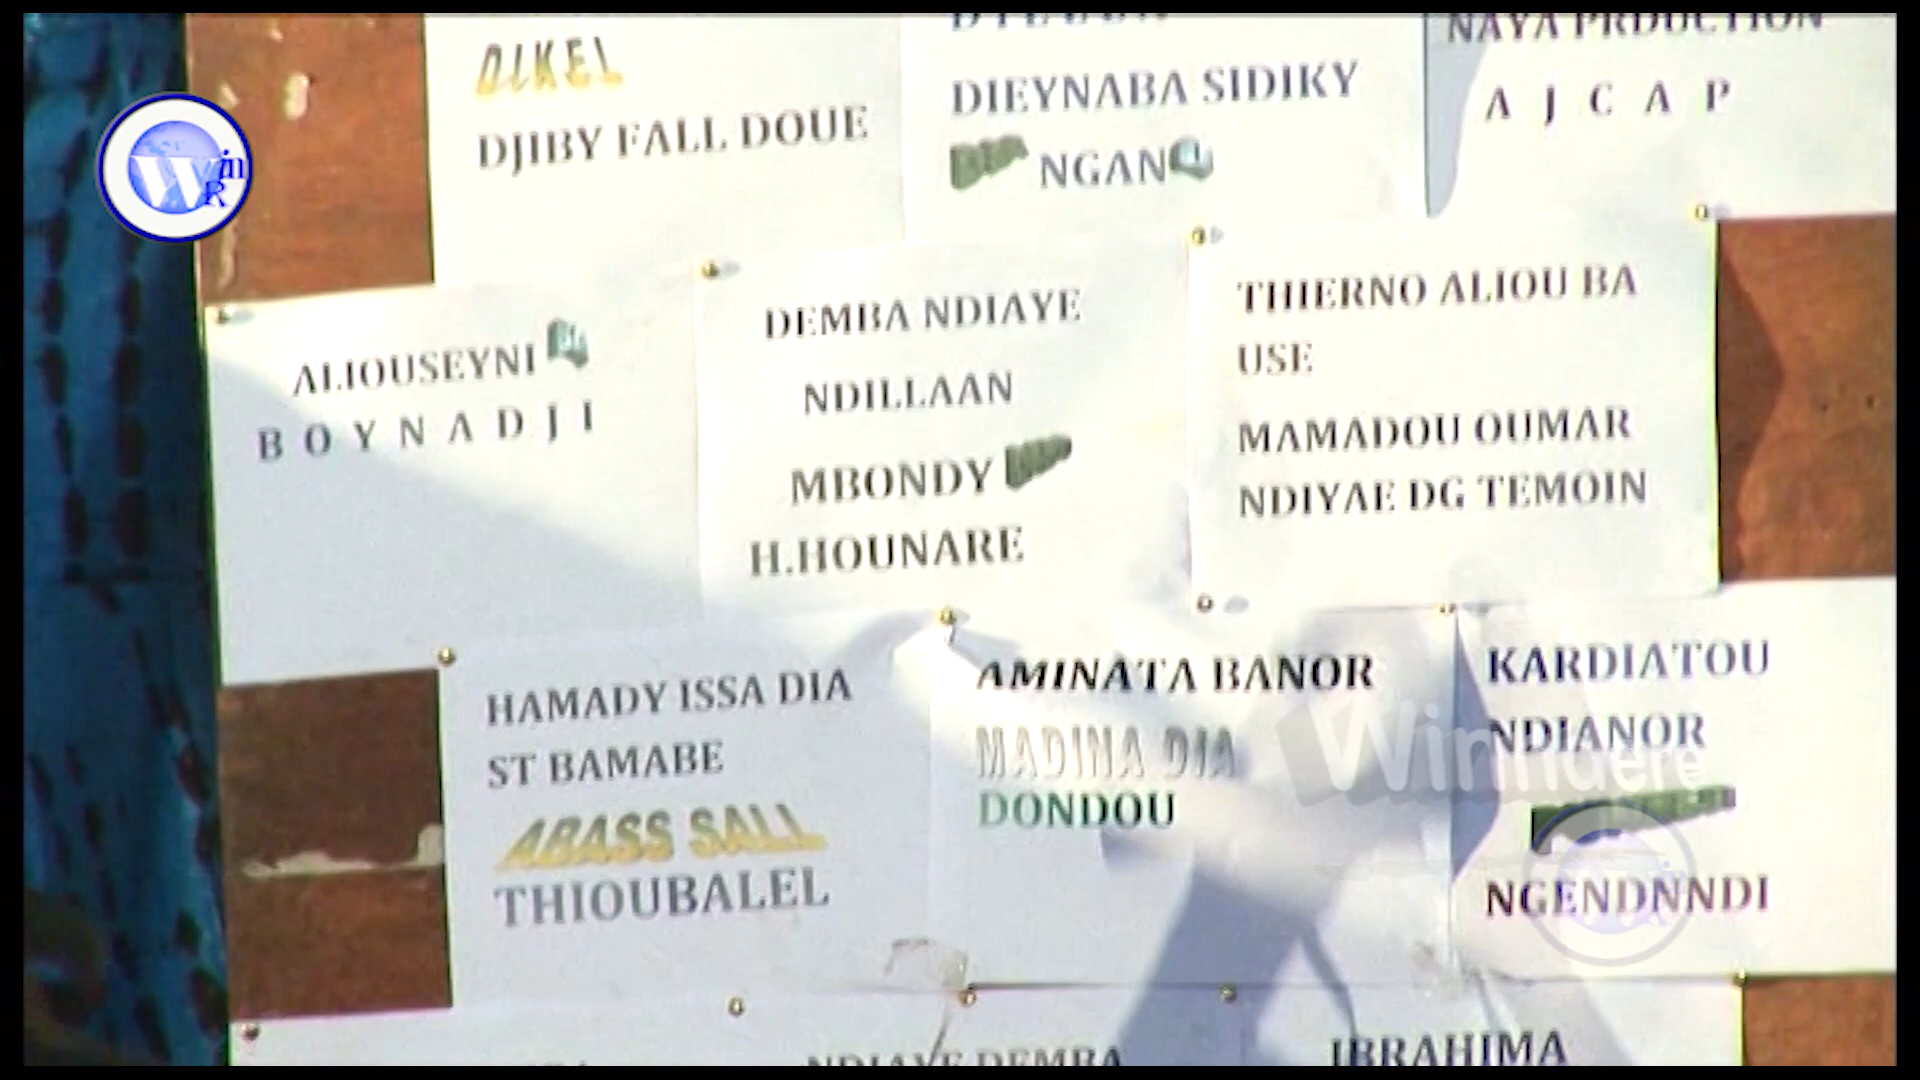 DIKEL
DJIBY FALL DOUE
DIEYNABA SIDIKY
NGAN
NAYA PRDUCTION
A J C A P
ALIOUSEYNI
B O Y N A D J I
DEMBA NDIAYE
NDILLAAN
MBONDY
H.HOUNARE
THIERNO ALIOU BA
USE
MAMADOU OUMAR
NDIYAE DG TEMOIN
HAMADY ISSA DIA
ST BAMABE
ABASS SALL
THIOUBALEL
AMINATA BANOR
MADINA DIA
DONDOU
KARDIATOU
NDIANOR
NGENDNNDI
NDIAYE DEMBA
IBRAHIMA